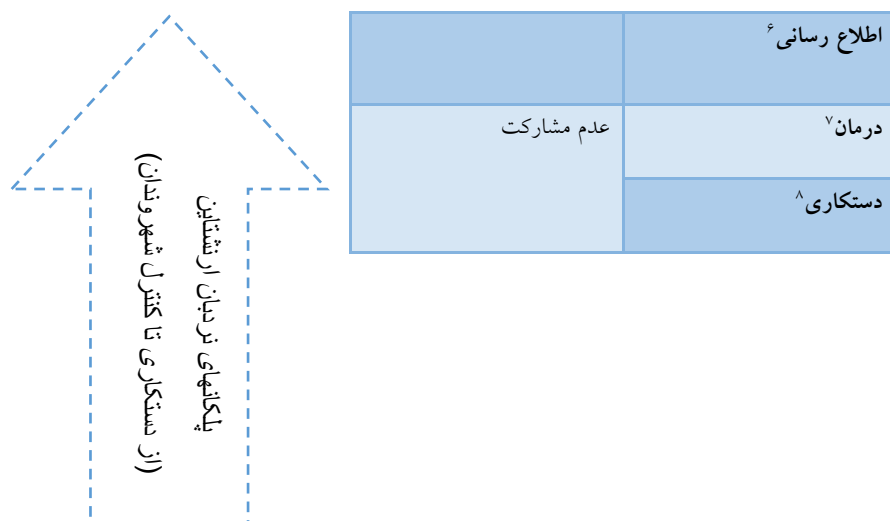 اطلاع رسانی۶
درمان۷
عدم مشارکت
دستکاری۸
پلکانهای نردبان ارنشتاین
(از دستکاری تا کنترل شهروندان)